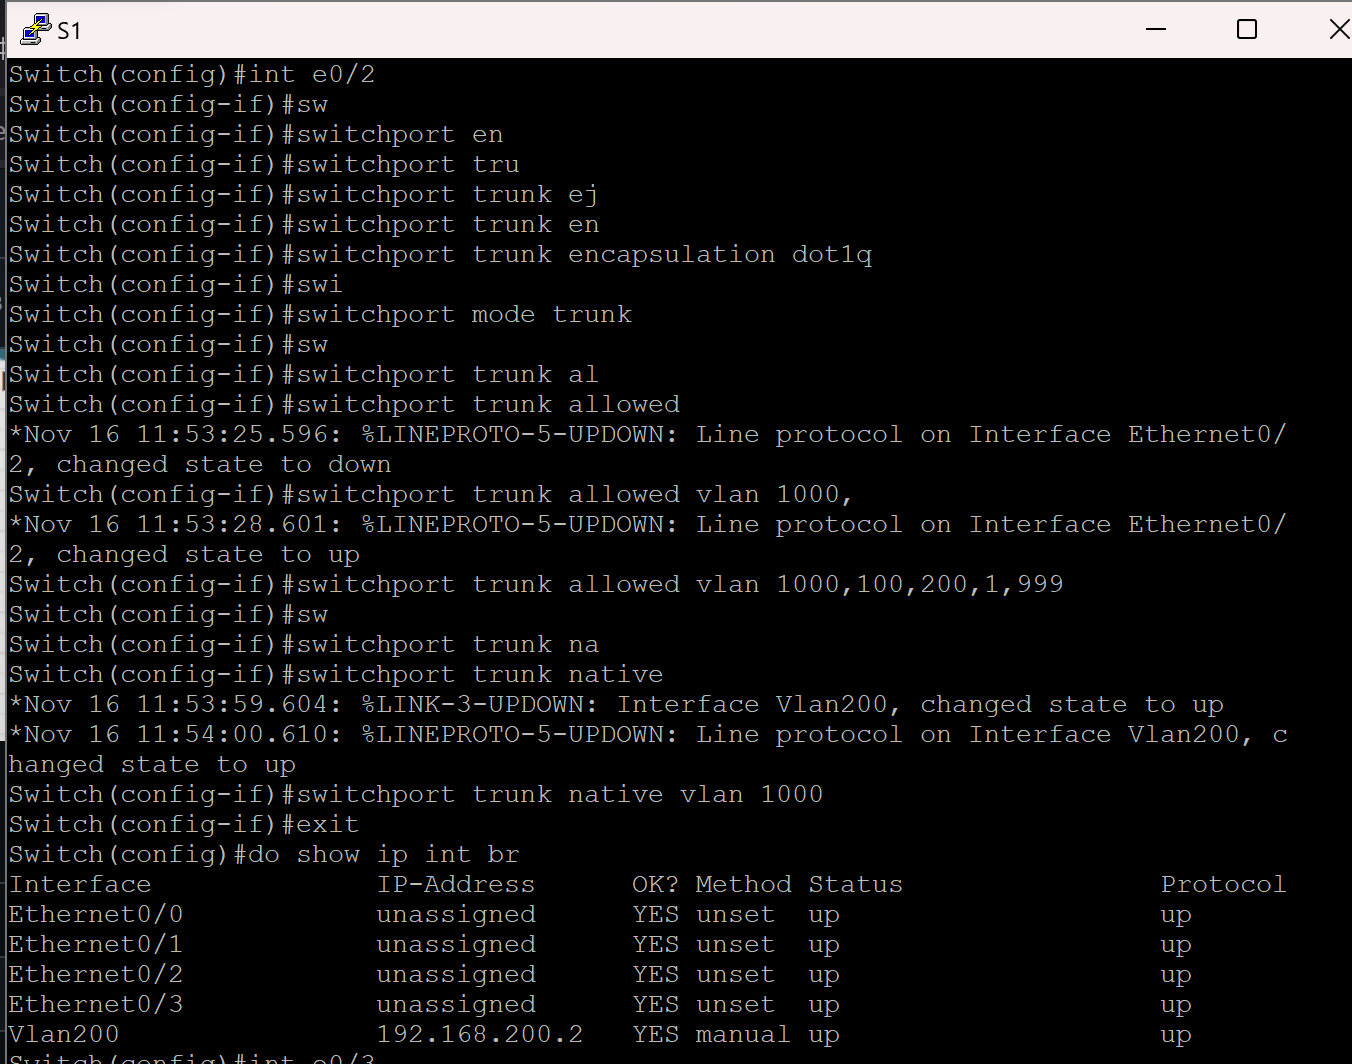 S1
Switch(config)#int e0/2
Switch(config-if)#sw
Switch(config-if)#switchport en
Switch(config-if)#switchport tru
Switch(config-if)#switchport trunk ej
Switch(config-if)#switchport trunk en
Switch(config-if)#switchport trunk encapsulation dot1q
Switch(config-if)#swi
Switch(config-if)#switchport mode trunk
Switch(config-if)#sw
Switch(config-if)#switchport trunk al
Switch(config-if)#switchport trunk allowed
*Nov 16 11:53:25.596: %LINEPROTO-5-UPDOWN: Line protocol on Interface Ethernet0/
2, changed state to down
Switch(config-if)#switchport trunk allowed vlan 1000,
*Nov 16 11:53:28.601: %LINEPROTO-5-UPDOWN: Line protocol on Interface Ethernet0/
2, changed state to up
Switch(config-if)#switchport trunk allowed vlan 1000,100,200,1,999
Switch(config-if)#sw
Switch(config-if)#switchport trunk na
Switch(config-if)#switchport trunk native
*Nov 16 11:53:59.604: %LINK-3-UPDOWN: Interface Vlan200, changed state to up
*Nov 16 11:54:00.610: %LINEPROTO-5-UPDOWN: Line protocol on Interface Vlan200, c
hanged state to up
Switch(config-if)#switchport trunk native vlan 1000
Switch(config-if)#exit
Switch(config)#do show ip int br
Interface IP-Address OK? Method Status Protocol
Ethernet0/0 unassigned YES unset up up
Ethernet0/1 unassigned YES unset up up
Ethernet0/2 unassigned YES unset up up
Ethernet0/3 unassigned YES unset up up
Vlan200 192.168.200.2 YES manual up up
Switch(config)#int e0/3